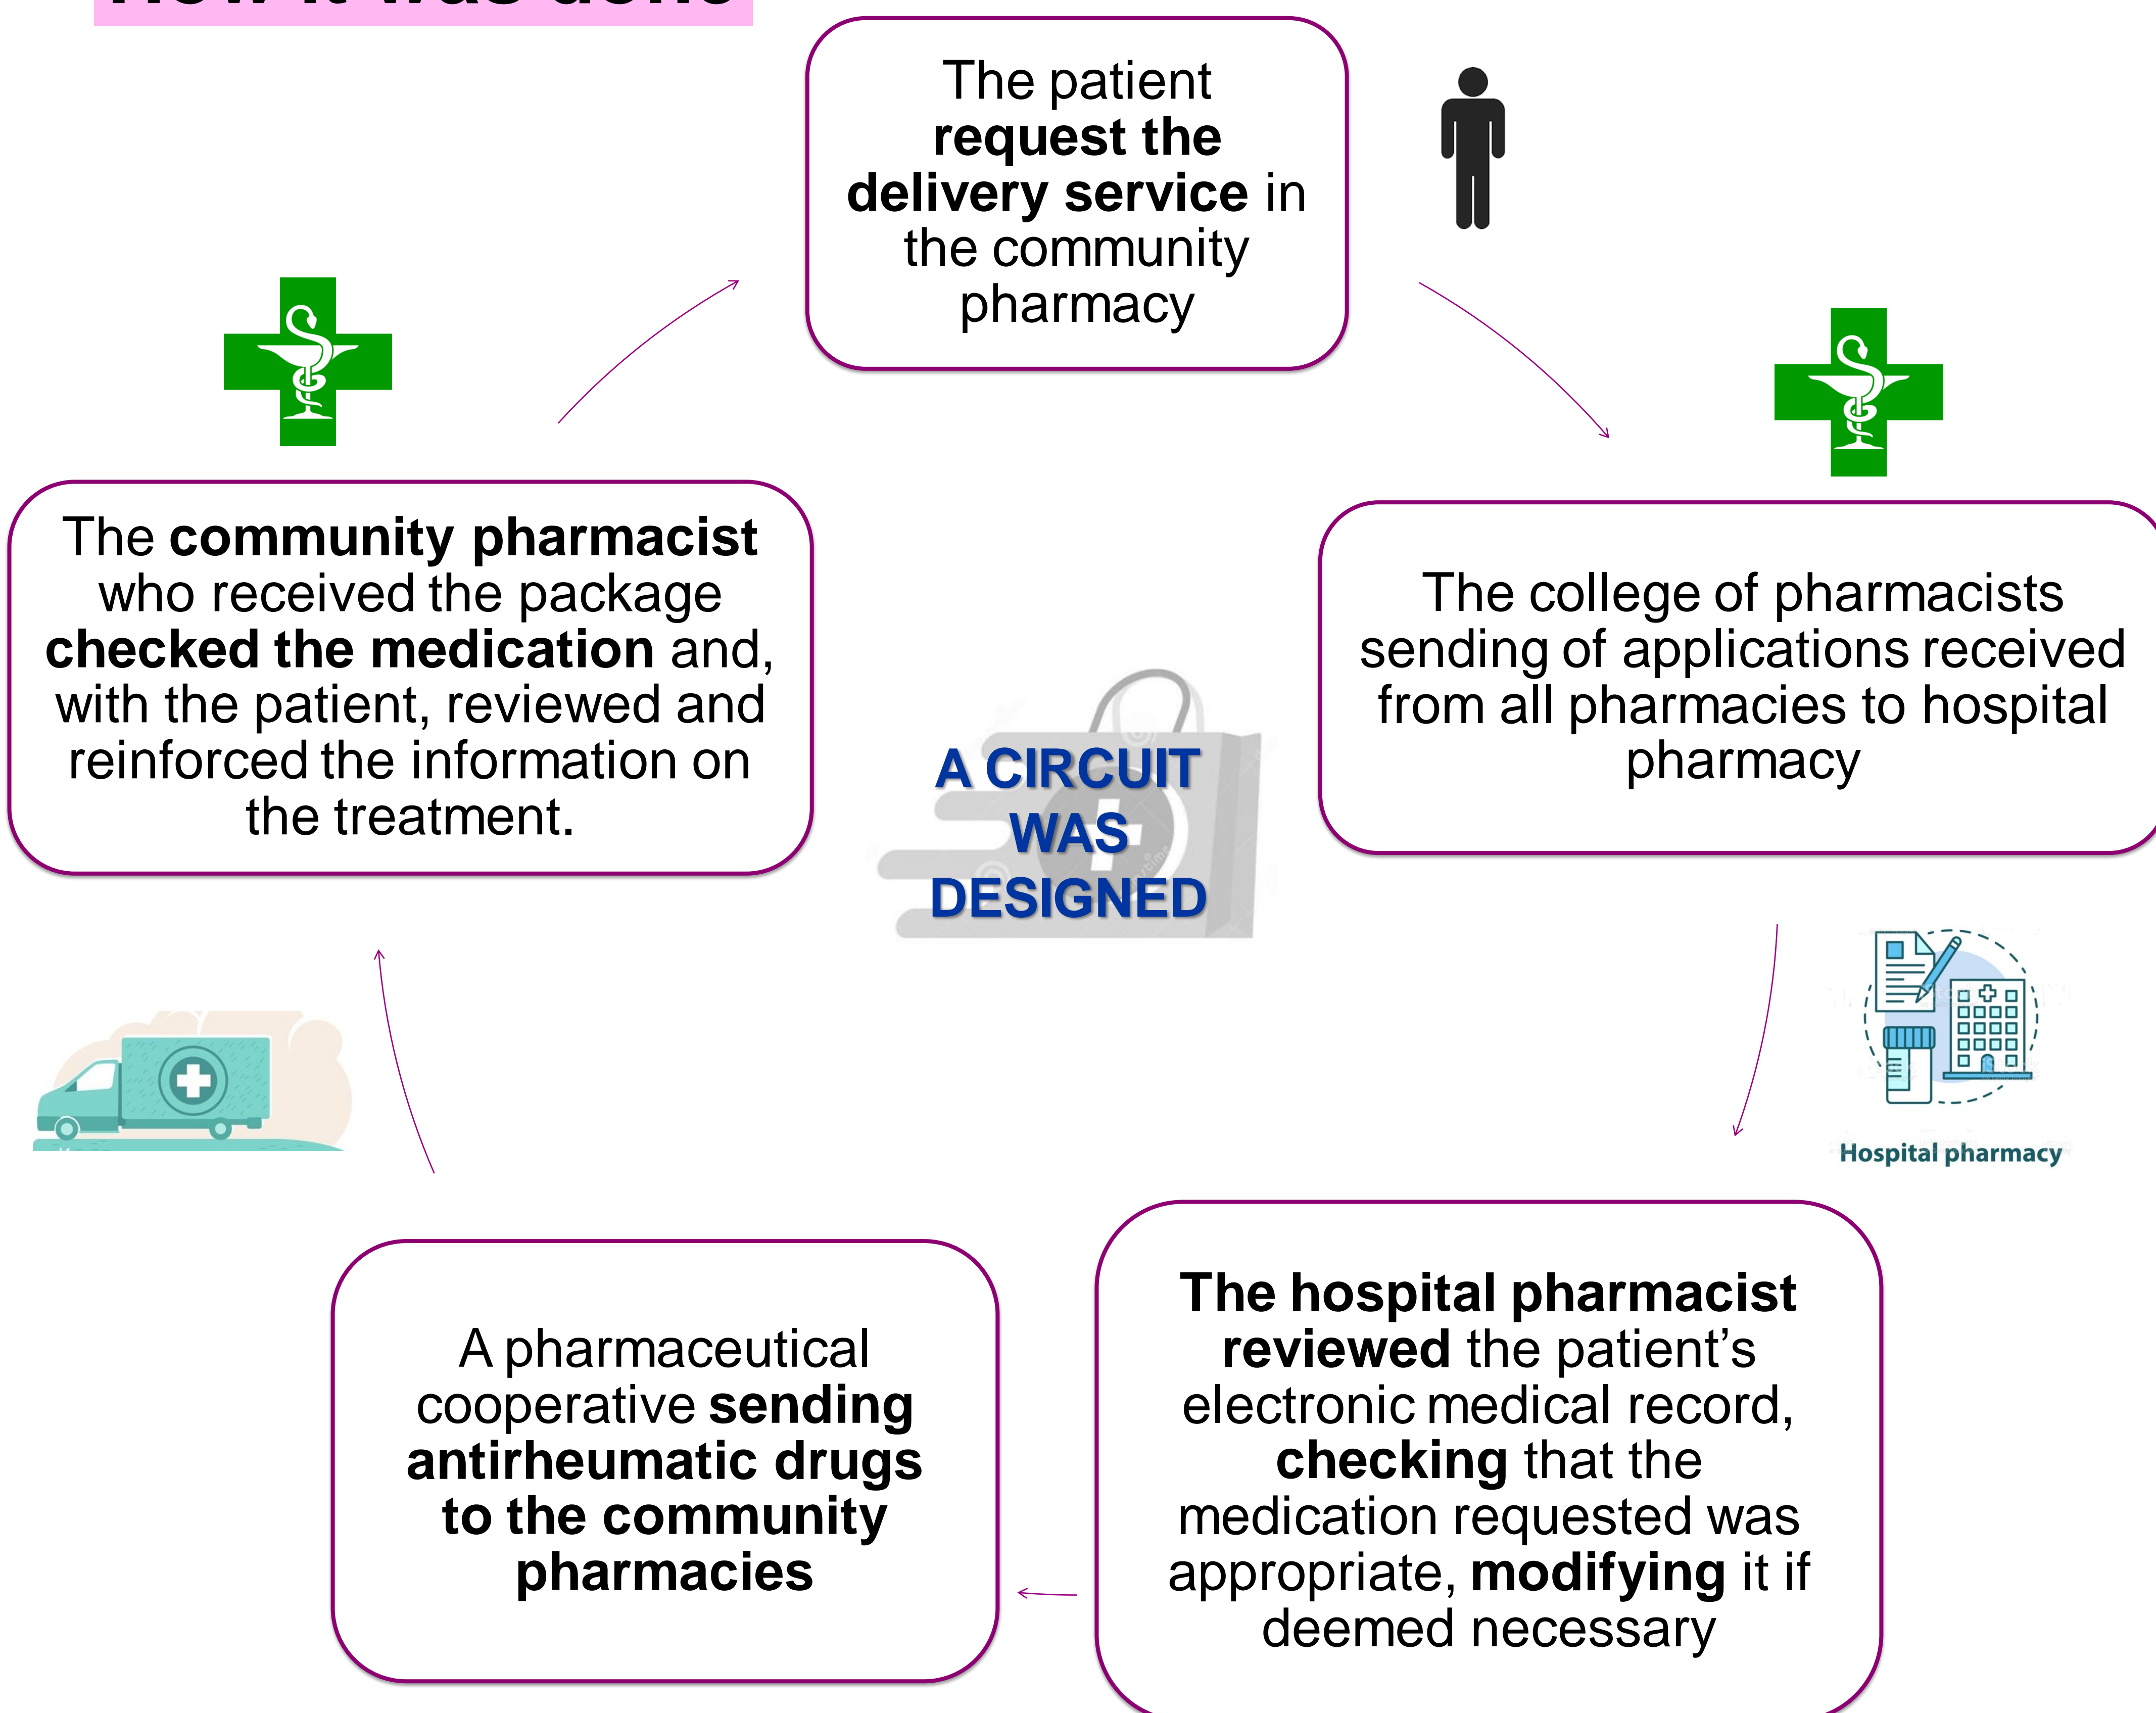 How it was done
The patient
request the
delivery service in
the community
pharmacy
The community pharmacist
who received the package
checked the medication and,
with the patient, reviewed and
reinforced the information on
the treatment.
The college of pharmacists
sending of applications received
from all pharmacies to hospital
pharmacy
A CIRCUIT
WAS
DESIGNED
Hospital pharmacy
A pharmaceutical
cooperative sending
antirheumatic drugs
to the community
pharmacies
The hospital pharmacist
reviewed the patient’s
electronic medical record,
checking that the
medication requested was
appropriate, modifying it if
deemed necessary